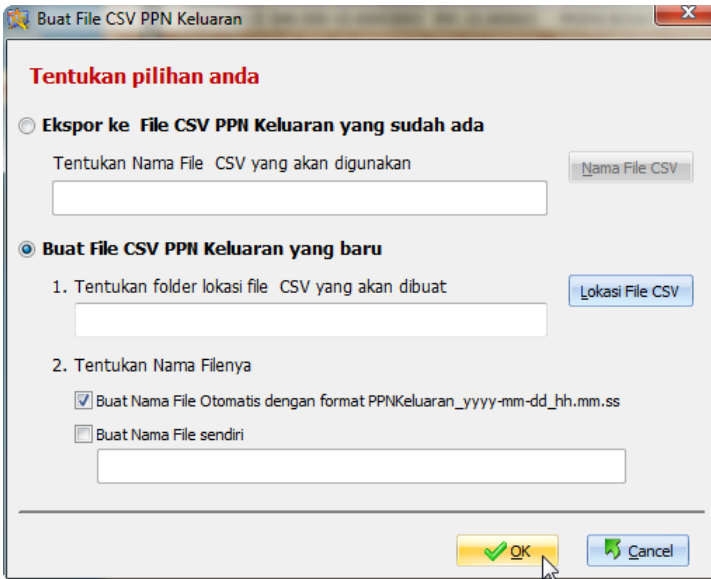 Buat File CSV PPN Keluaran
Tentukan pilihan anda
Ekspor ke File CSV PPN Keluaran yang sudah ada
Tentukan Nama File CSV yang akan digunakan
Nama File CSV
Buat File CSV PPN Keluaran yang baru
1. Tentukan folder lokasi file CSV yang akan dibuat
Lokasi File CSV
2. Tentukan Nama Filenya
Buat Nama File Otomatis dengan format PPNKeluaran_yyyy-mm-dd_hh.mm.ss
Buat Nama File sendiri
OK
Cancel